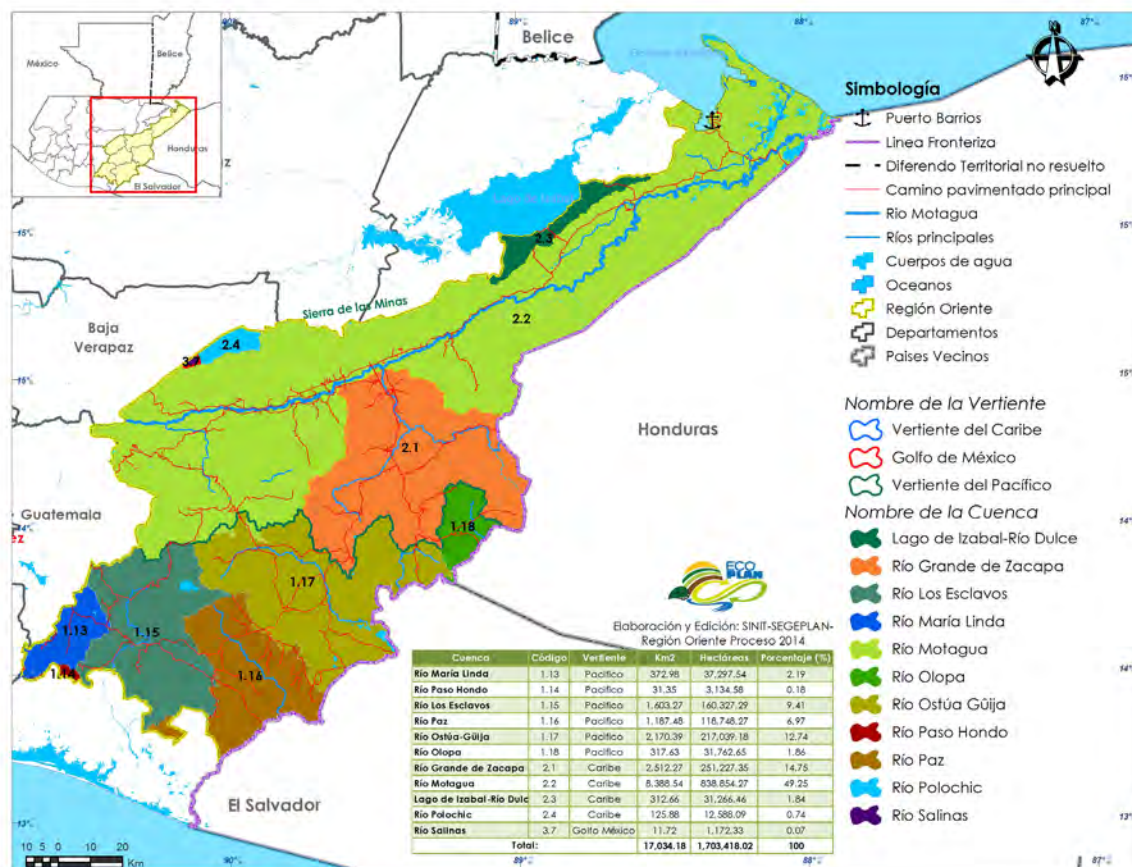 90°
89°
88°
87°
Belice
México
Belice
Honduras
El Salvador
Simbología
Puerto Barrios
Linea Fronteriza
Diferendo Territorial no resuelto
Camino pavimentado principal
Rio Motagua
Ríos principales
Cuerpos de agua
Oceanos
Región Oriente
Departamentos
Paises Vecinos
Nombre de la Vertiente
Vertiente del Caribe
Golfo de México
Vertiente del Pacífico
Nombre de la Cuenca
Lago de Izabal-Río Dulce
Río Grande de Zacapa
Río Los Esclavos
Río María Linda
Río Motagua
Río Olopa
Río Ostúa Güija
Río Paso Hondo
Río Paz
Río Polochic
Río Salinas
2.3
Sierra de las Minas
2.2
Baja
Verapaz
3.7
2.4
Honduras
2.1
Guatemala
1.18
1.17
1.13
1.15
1.14
1.16
El Salvador
ECO
PLAN
Elaboración y Edición: SINIT-SEGEPLAN-
Región Oriente Proceso 2014
Cuenca Código Vertiente Km2 Hectáreas Porcentaje (%)
Río María Linda 1.13 Pacifico 372.98 37,297.54 2.19
Río Paso Hondo 1.14 Pacifico 31.35 3,134.58 0.18
Río Los Esclavos 1.15 Pacifico 1,603.27 160,327.29 9.41
Río Paz 1.16 Pacifico 1,187.48 118,748.27 6.97
Río Ostúa-Güija 1.17 Pacifico 2,170.39 217,039.18 12.74
Río Olopa 1.18 Pacifico 317.63 31,762.65 1.86
Río Grande de Zacapa 2.1 Caribe 2,512.27 251,227.35 14.75
Río Motagua 2.2 Caribe 8,388.54 838,854.27 49.25
Lago de Izabal-Río Dulc 2.3 Caribe 312.66 31,266.46 1.84
Río Polochic 2.4 Caribe 125.88 12,588.09 0.74
Río Salinas 3.7 Golfo México 11.72 1,172.33 0.07
Total: 17,034.18 1,703,418.02 100
10 5 0 10 20
Km
90°
89°
88°
87°